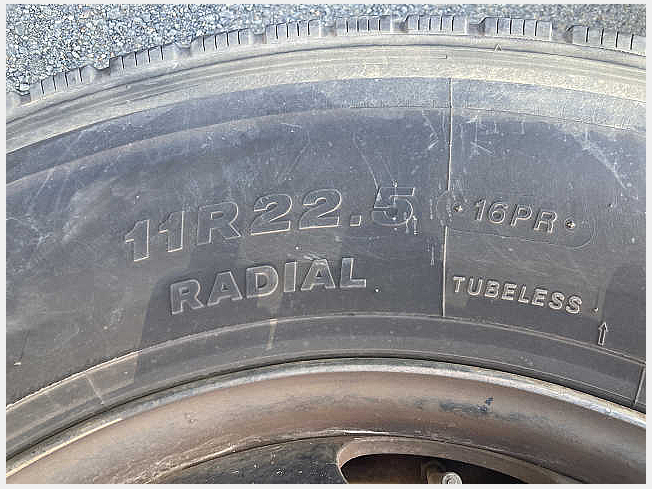 11R22.5
·16PR·
RADIAL
TUBELESS